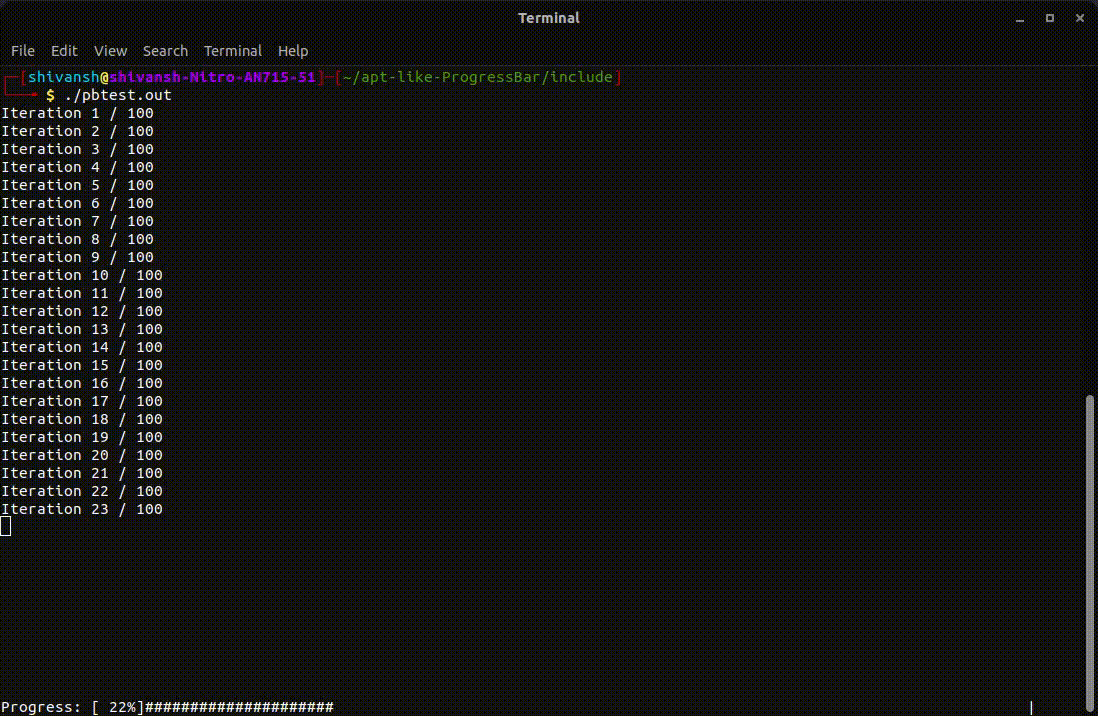 Terminal
File Edit View Search Terminal Help
┌─[shivansh@shivansh-Nitro-AN715-51]─[~/apt-like-ProgressBar/include]
└──╼ $ ./pbtest.out
Iteration 1 / 100
Iteration 2 / 100
Iteration 3 / 100
Iteration 4 / 100
Iteration 5 / 100
Iteration 6 / 100
Iteration 7 / 100
Iteration 8 / 100
Iteration 9 / 100
Iteration 10 / 100
Iteration 11 / 100
Iteration 12 / 100
Iteration 13 / 100
Iteration 14 / 100
Iteration 15 / 100
Iteration 16 / 100
Iteration 17 / 100
Iteration 18 / 100
Iteration 19 / 100
Iteration 20 / 100
Iteration 21 / 100
Iteration 22 / 100
Iteration 23 / 100
Progress: [ 22%]##################### |